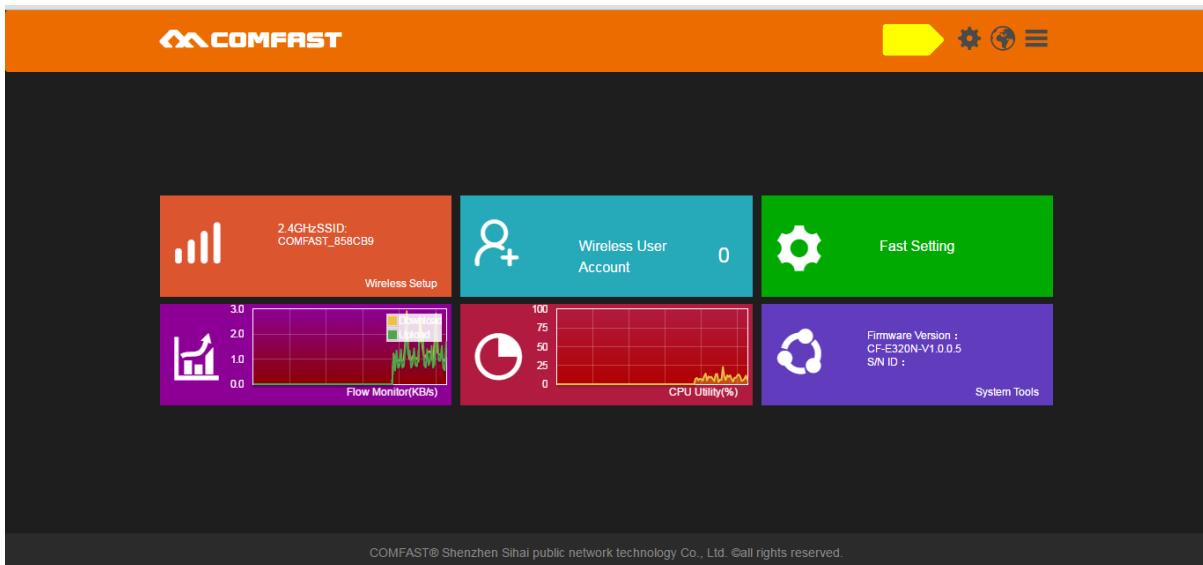 COMFAST
2.4GHzSSID:
COMFAST_858CB9
Wireless Setup
Wireless User
Account
0
Fast Setting
3.0
2.0
1.0
0.0
Download
Upload
Flow Monitor(KB/s)
100
75
50
25
0
CPU Utility(%)
Firmware Version：
CF-E320N-V1.0.0.5
S/N ID：
System Tools
COMFAST® Shenzhen Sihai public network technology Co., Ltd. ©all rights reserved.